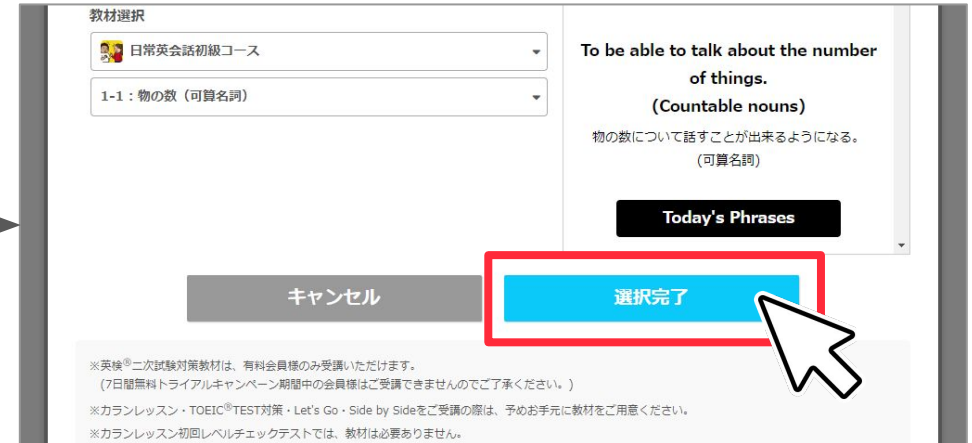 教材選択
日常英会話初級コース
1-1：物の数（可算名詞）
To be able to talk about the number
of things.
(Countable nouns)
物の数について話すことが出来るようになる。
(可算名詞)
Today's Phrases
キャンセル
選択完了
※英検®二次試験対策教材は、有料会員様のみ受講いただけます。
(7日間無料トライアルキャンペーン期間中の会員様はご受講できませんのでご了承ください。)
※カランレッスン・TOEIC®TEST対策・Let's Go・Side by Sideをご受講の際は、予めお手元に教材をご用意ください。
※カランレッスン初回レベルチェックテストでは、教材は必要ありません。